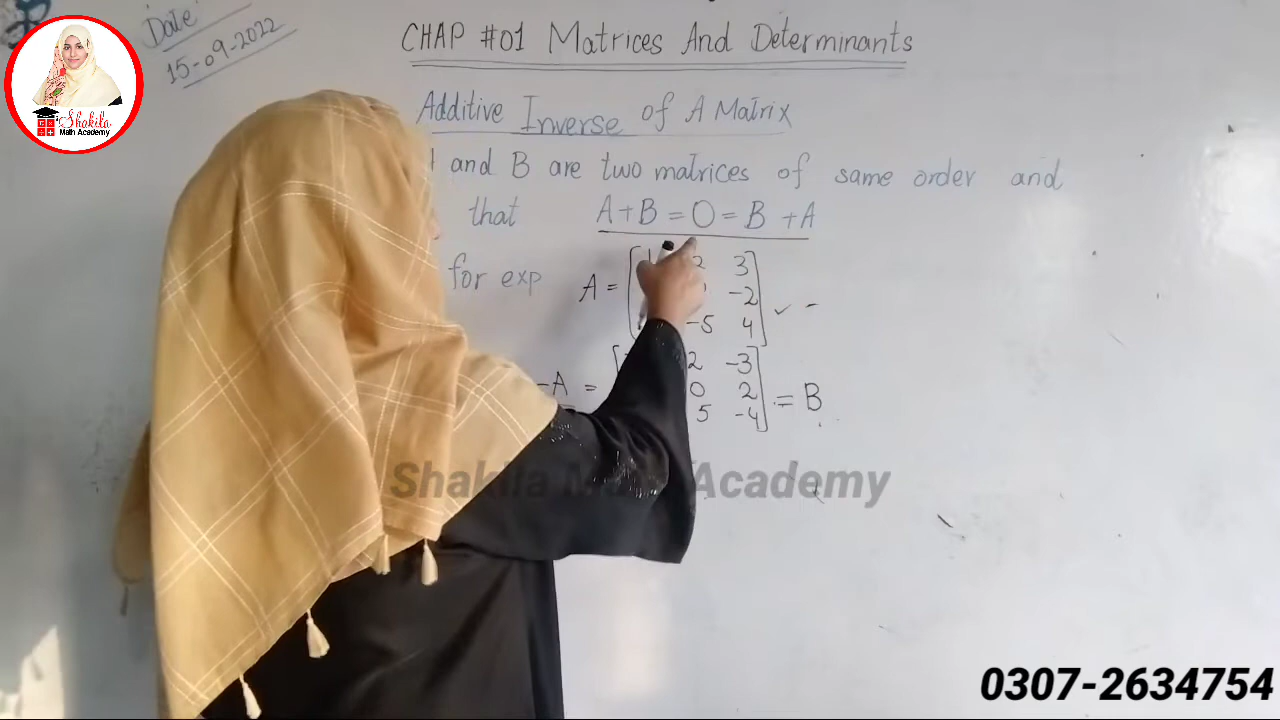 Date
15-09-2022
Shakila
Math Academy
CHAP #01 Matrices And Determinants
Additive Inverse of A Matrix
and B are two matrices of same order and
that A+B = O = B +A
for exp A = 3
-2
-5 4
2 -3
-A = 0 2 = B
5 -4
Shakila Academy
0307-2634754